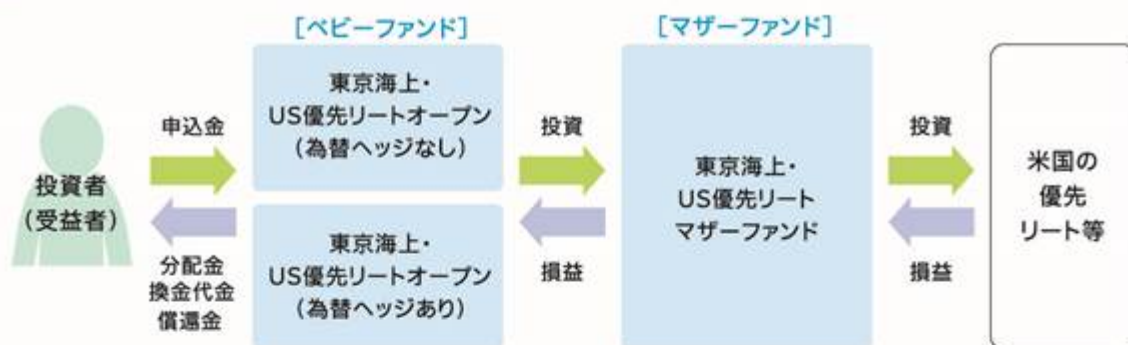 [ベビーファンド]
[マザーファンド]
東京海上・
US優先リートオープン
(為替ヘッジなし)
申込金
投資
投資
投資者
(受益者)
東京海上・
US優先リート
マザーファンド
米国の
優先
リート等
東京海上・
US優先リートオープン
(為替ヘッジあり)
分配金
換金代金
償還金
損益
損益